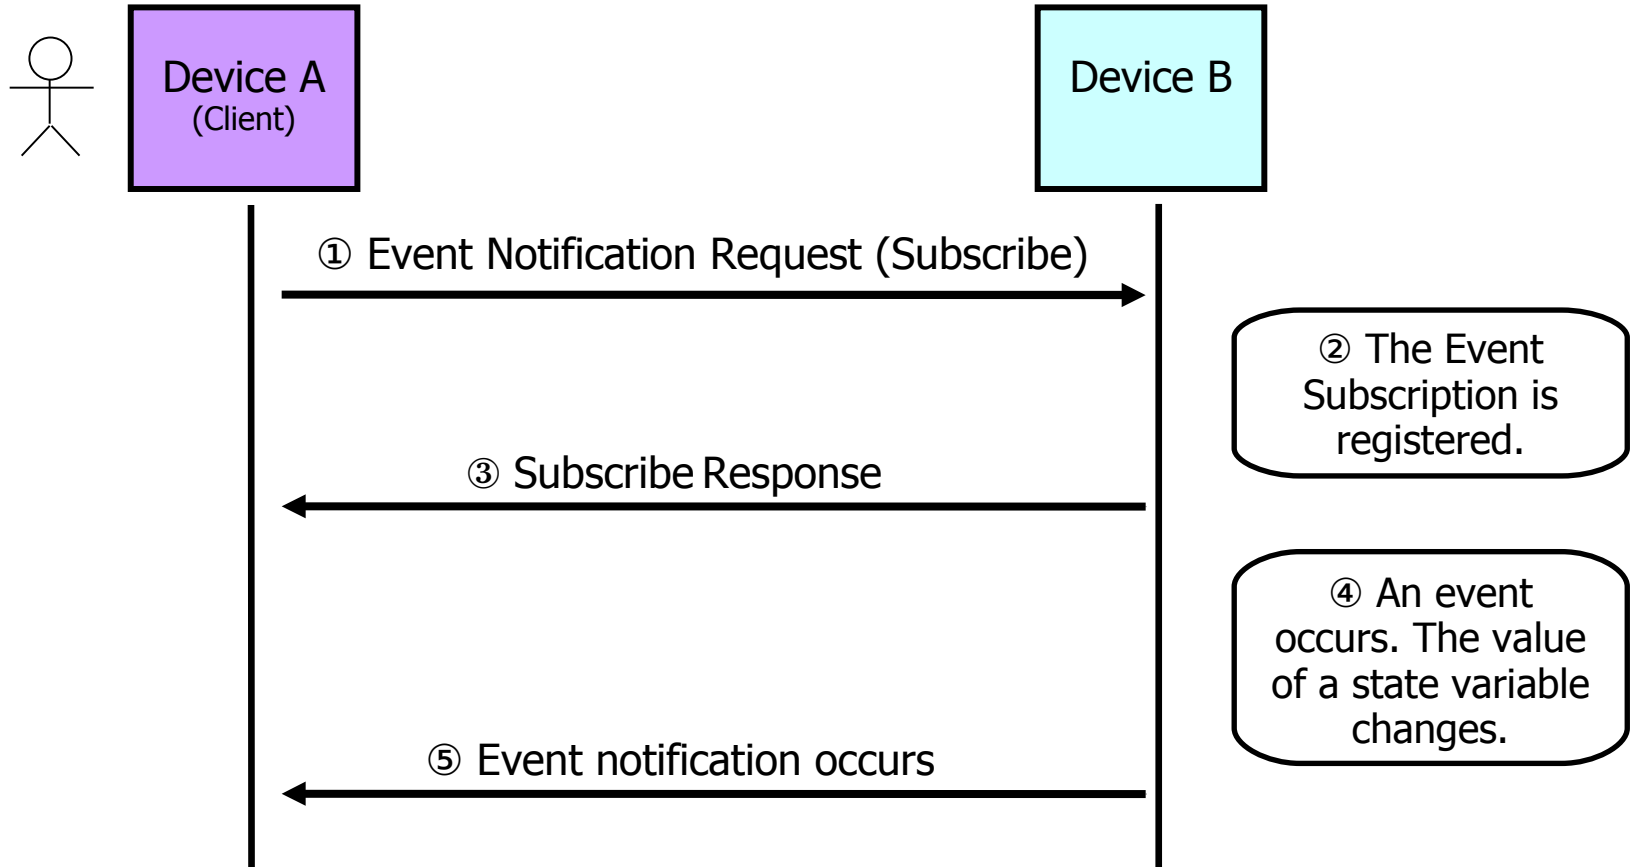 Device A
(Client)
Device B
① Event Notification Request (Subscribe)
② The Event
Subscription is
registered.
③ Subscribe Response
④ An event
occurs. The value
of a state variable
changes.
⑤ Event notification occurs